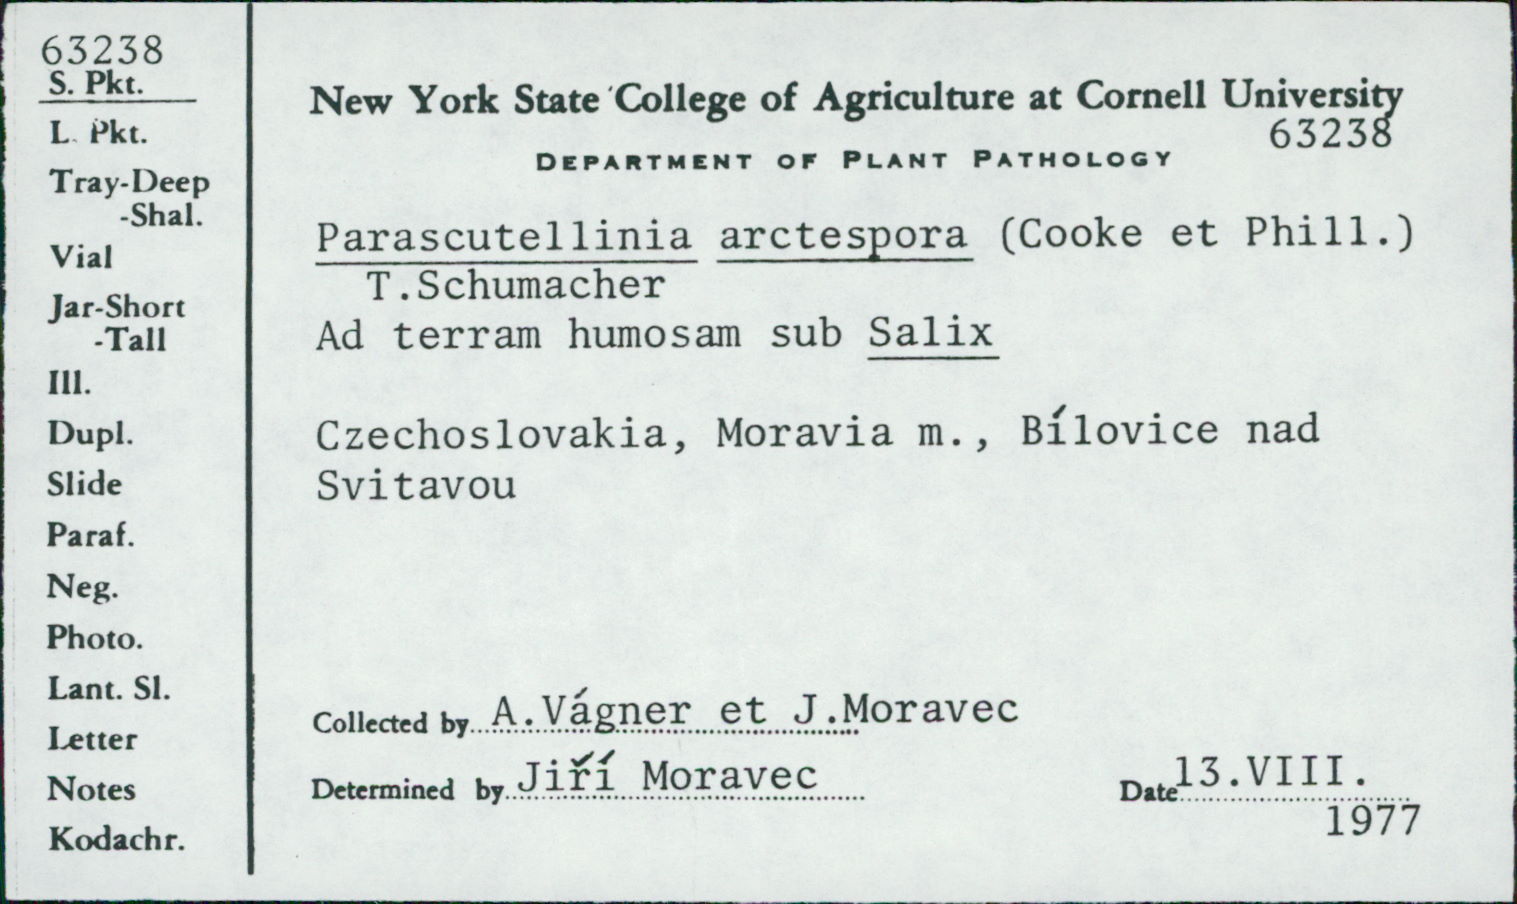 63238
S. Pkt.
L. Pkt.
Tray-Deep
-Shal.
Vial
Jar-Short
-Tall
Ill.
Dupl.
Slide
Paraf.
Neg.
Photo.
Lant. Sl.
Letter
Notes
Kodachr.
New York State College of Agriculture at Cornell University
63238
DEPARTMENT OF PLANT PATHOLOGY
Parascutellinia arctespora (Cooke et Phill.)
T.Schumacher
Ad terram humosam sub Salix
Czechoslovakia, Moravia m., Bílovice nad
Svitavou
Collected by A.Vágner et J.Moravec
Determined by Jiří Moravec
Date 13.VIII.
1977